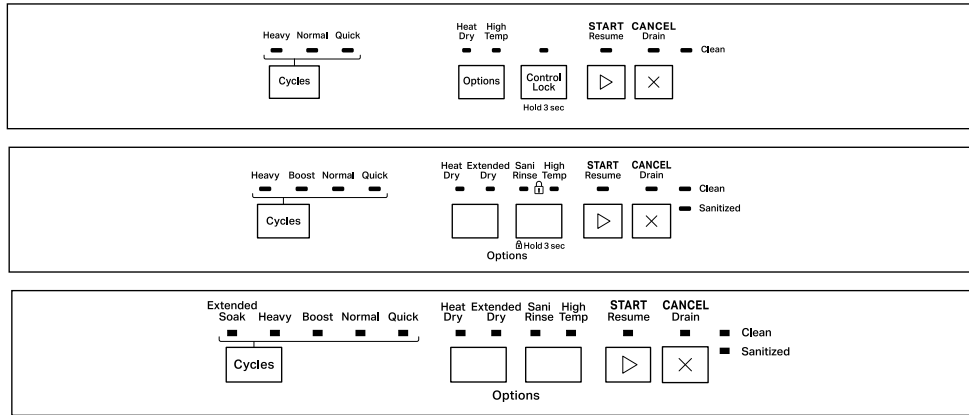 Heavy Normal Quick
Cycles
Heat Dry High Temp
Options
Control Lock
Hold 3 sec
START Resume
CANCEL Drain
Clean
Heavy Boost Normal Quick
Cycles
Heat Dry Extended Dry Sani Rinse High Temp
Hold 3 sec
Options
START Resume
CANCEL Drain
Clean
Sanitized
Extended Soak Heavy Boost Normal Quick
Cycles
Heat Dry Extended Dry Sani Rinse High Temp
Options
START Resume
CANCEL Drain
Clean
Sanitized